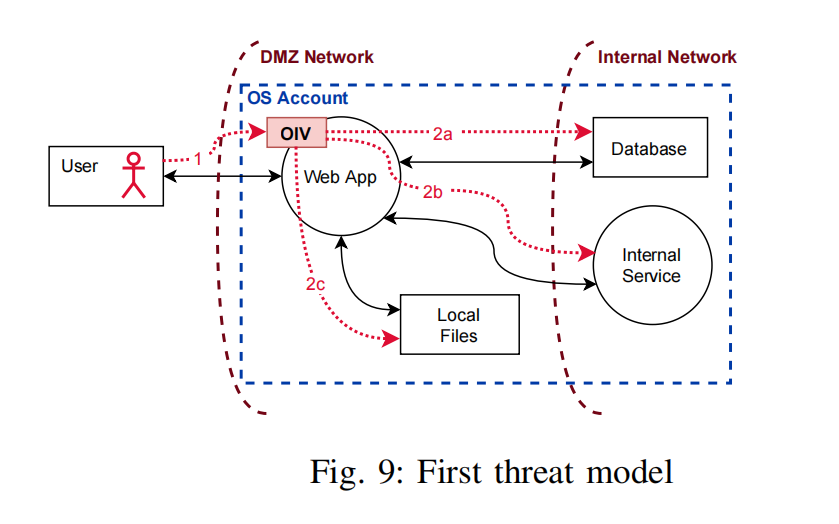 DMZ Network
Internal Network
OS Account
OIV
2a
User
1
Web App
Database
2b
Internal
Service
2c
Local
Files
Fig. 9: First threat model